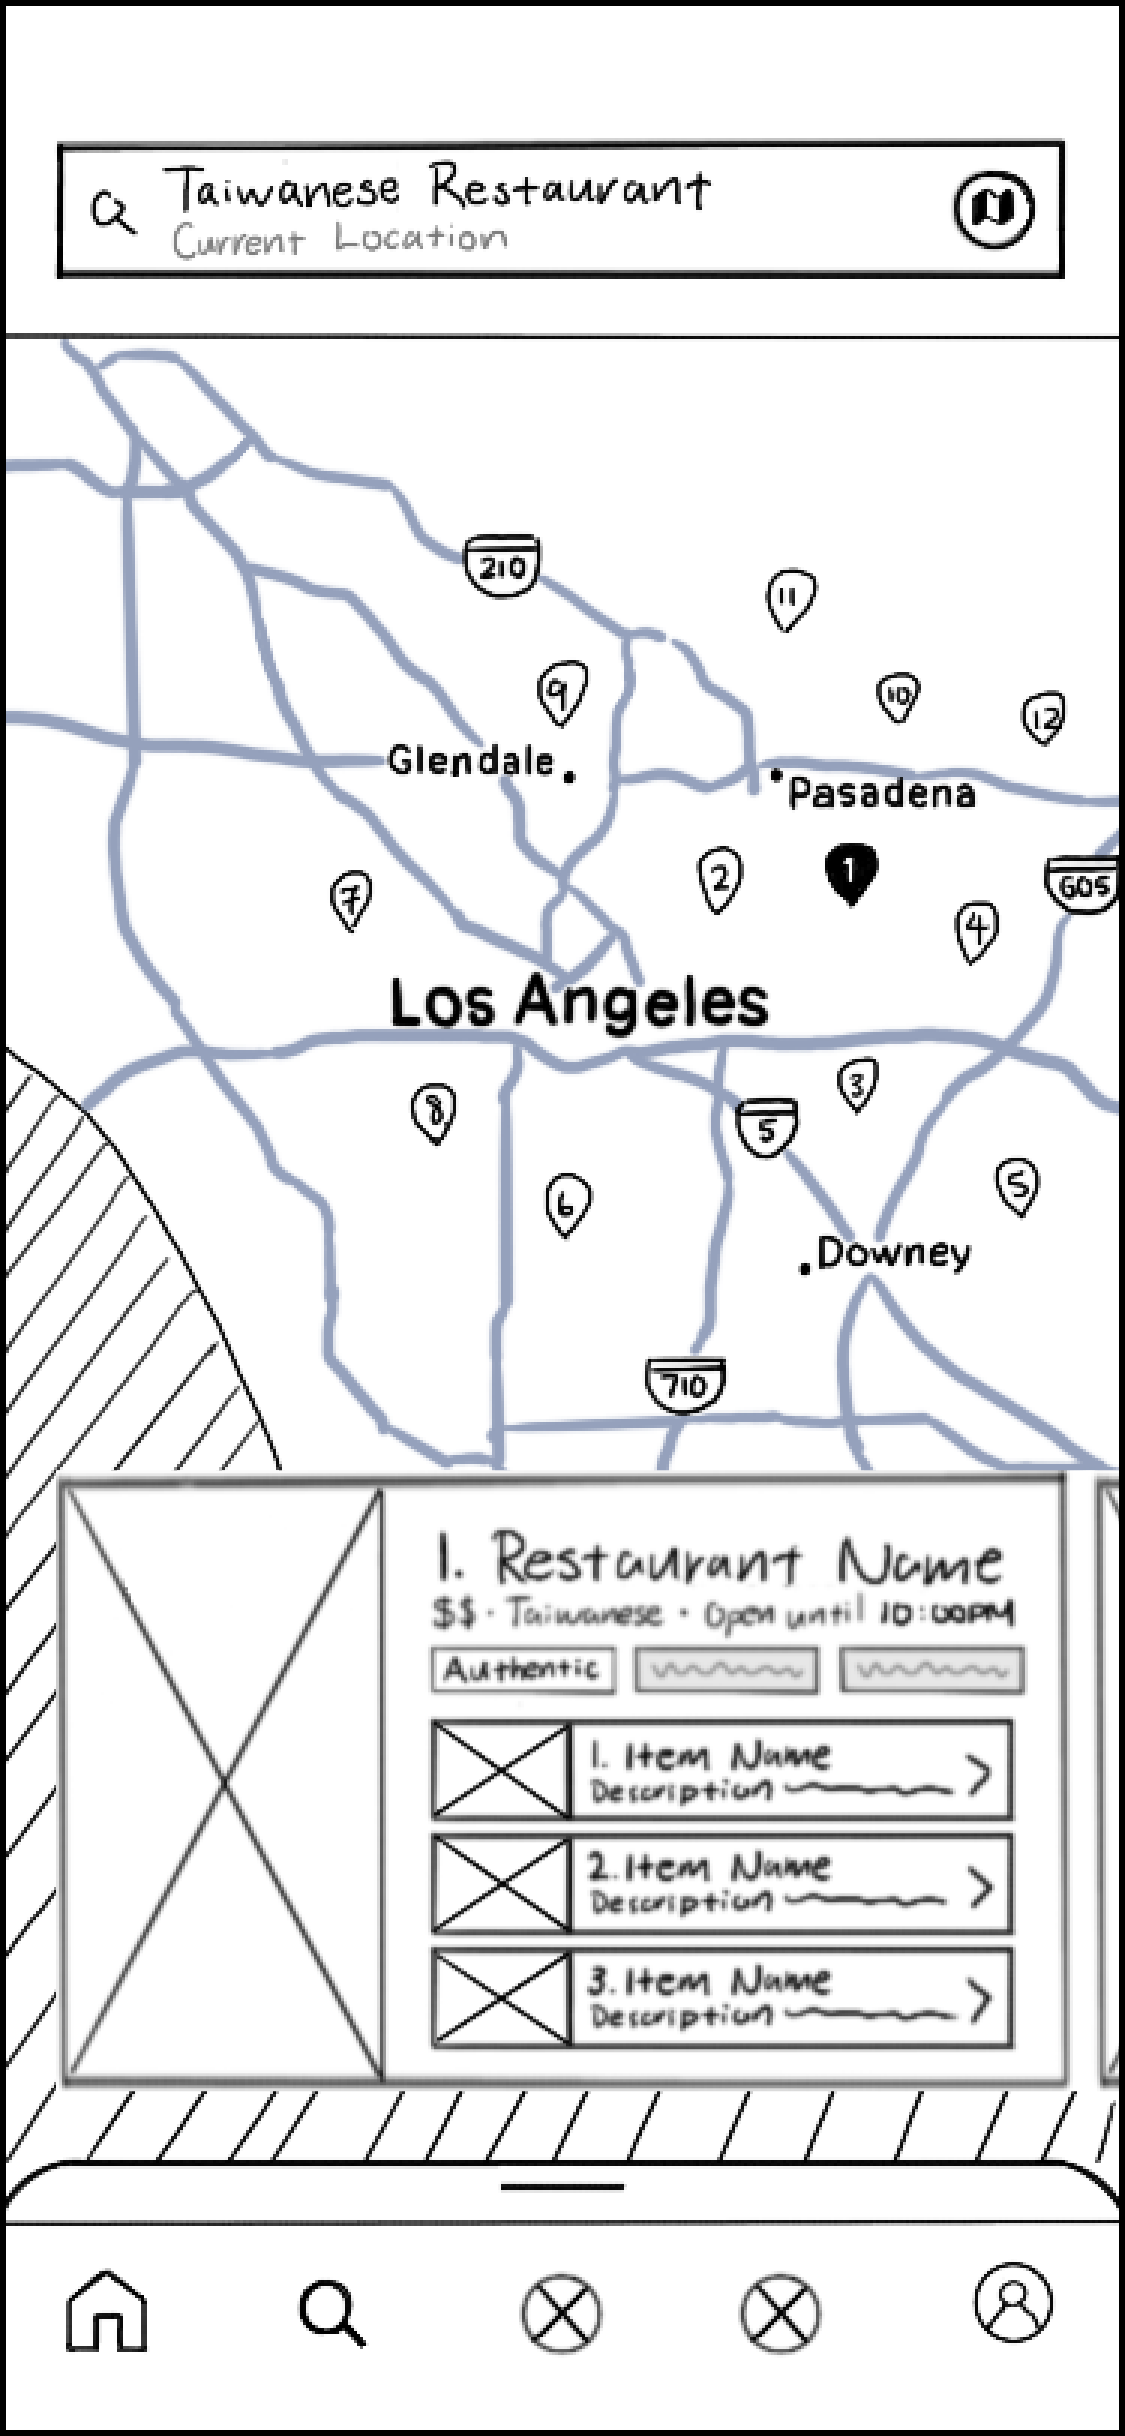 Taiwanese Restaurant
Current Location
210
11
9
10
12
Glendale
Pasadena
2
1
605
7
4
Los Angeles
3
8
5
5
6
Downey
710
1. Restaurant Name
$$ · Taiwanese · Open until 10:00PM
Authentic
1. Item Name
Description
2. Item Name
Description
3. Item Name
Description